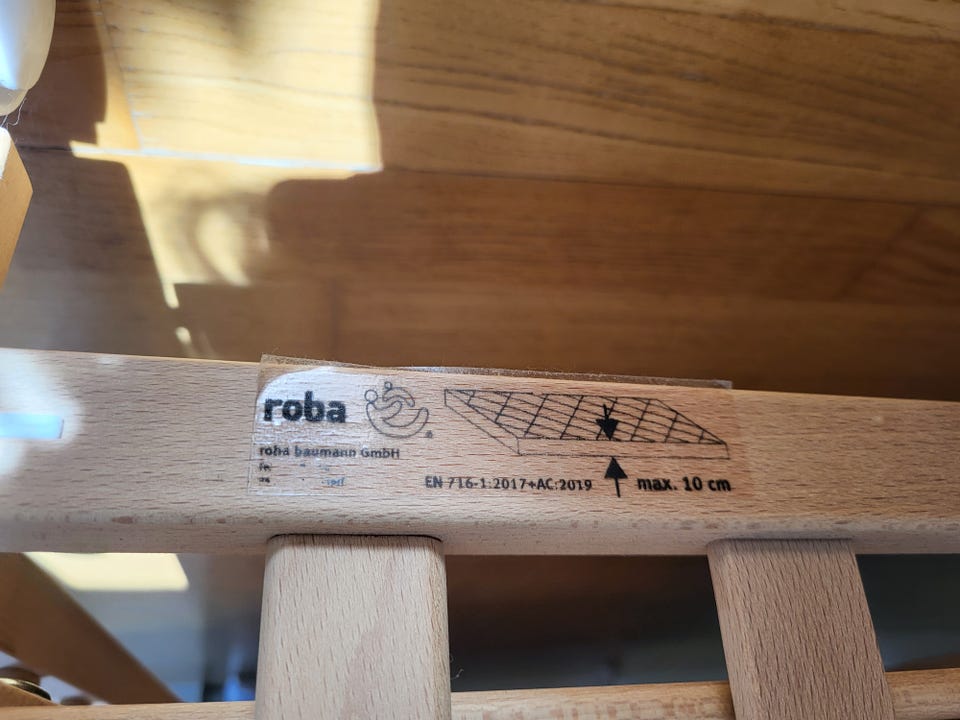 roba
roba baumann GmbH
EN 716-1:2017+AC:2019
max. 10 cm